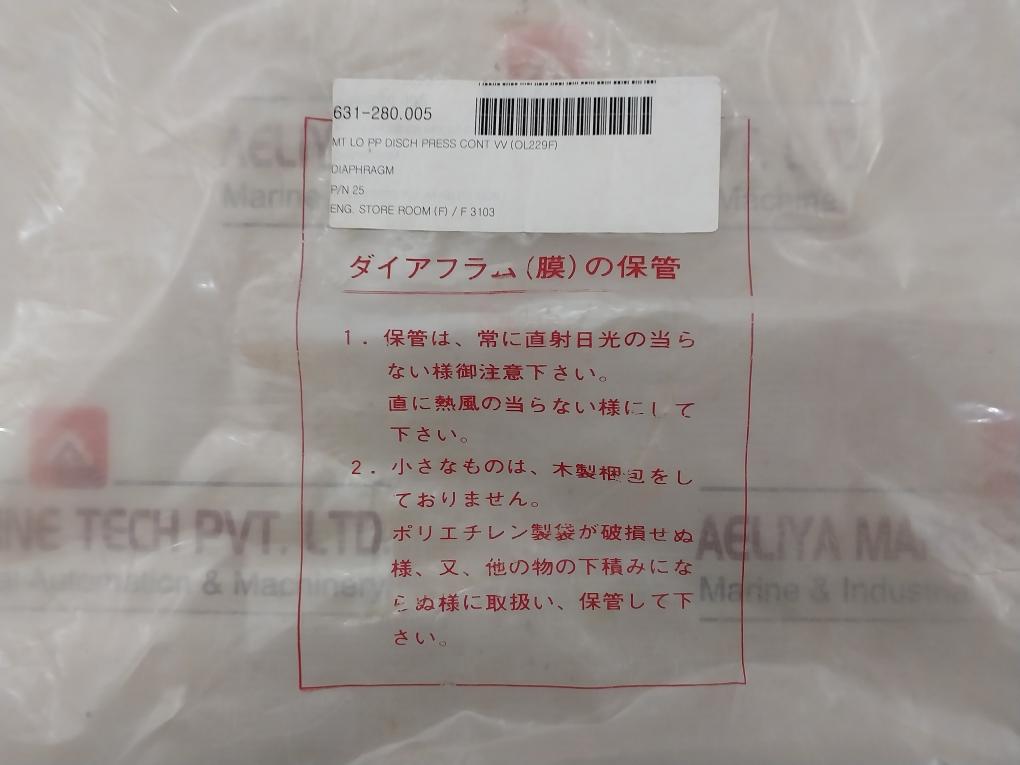 631-280.005
MT LO PP DISCH PRESS CONT VV (OL229F)
DIAPHRAGM
P/N 25
ENG. STORE ROOM (F) / F 3103
ダイアフラム(膜)の保管
1. 保管は、常に直射日光の当ら
ない様御注意下さい。
直に熱風の当らない様にして
下さい。
2. 小さなものは、木製梱包をし
ておりません。
ポリエチレン製袋が破損せぬ
様、又、他の物の下積みにな
らぬ様に取扱い、保管して下
さい。
AELIYA VT. LTD
Marine Machine
INE TECH PVT. LTD. AELIYA MAR
al Automation & Machinery Marine & Industrial